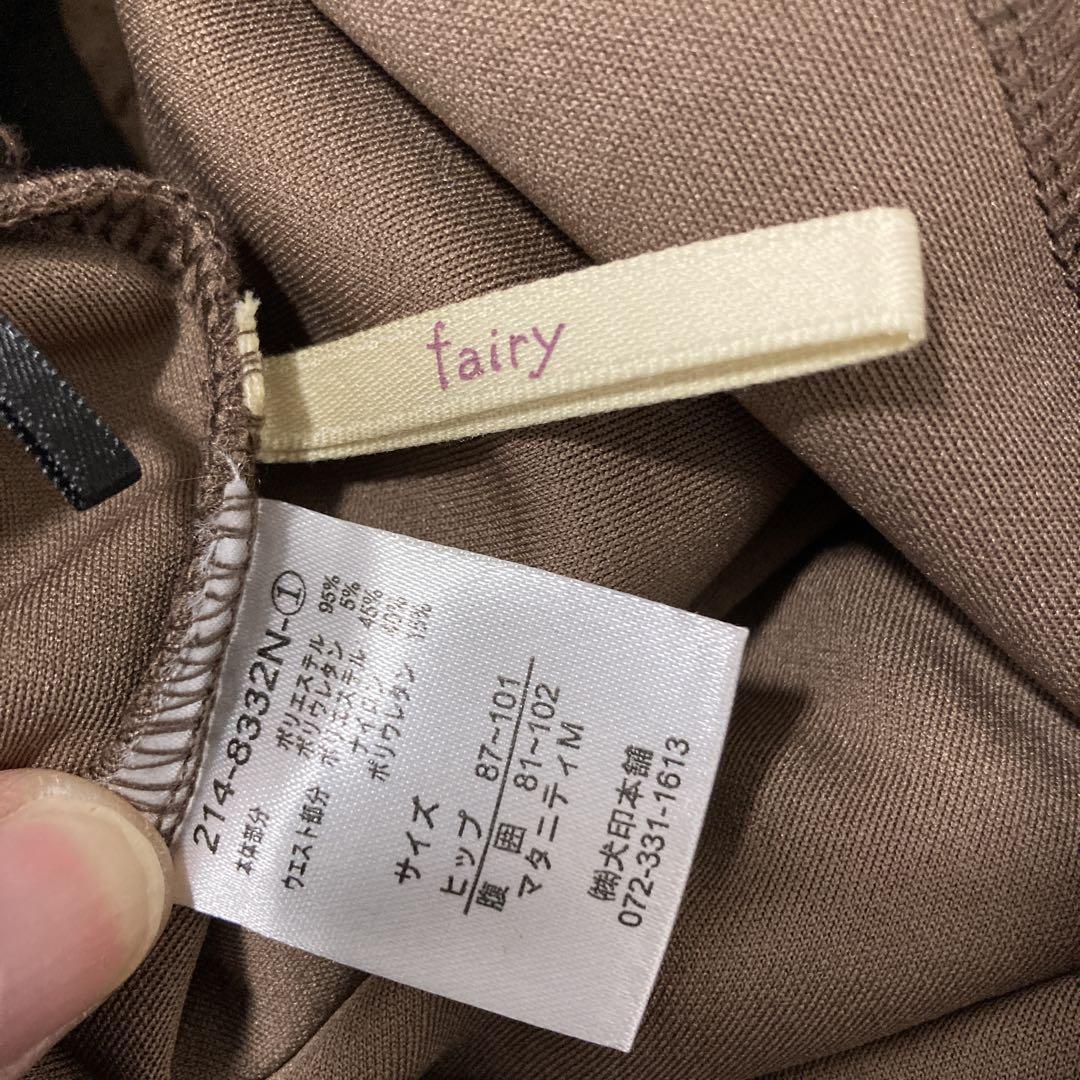 fairy
214-8332N-①
本体部分 ポリエステル 95%
ポリウレタン 5%
ウエスト部分 ポリエステル 45%
ナイロン 40%
ポリウレタン 15%
サイズ
ヒップ 87~101
腹囲 81~102
マタニティM
㈱犬印本舗
072-331-1613